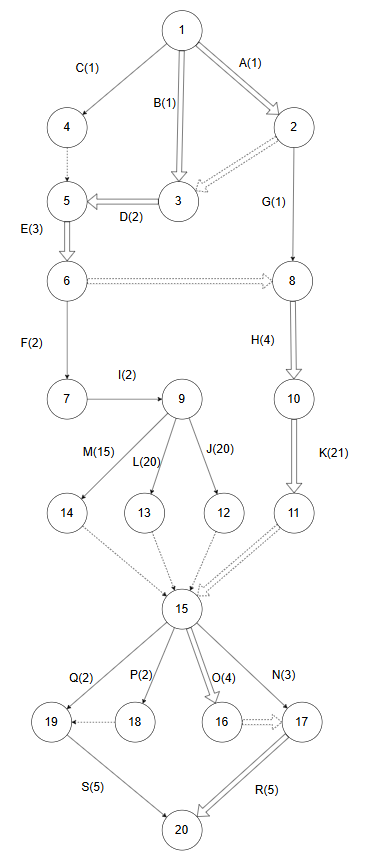 1
C(1)
A(1)
B(1)
4
2
5
3
G(1)
D(2)
E(3)
6
8
H(4)
F(2)
I(2)
7
9
10
M(15)
L(20)
J(20)
K(21)
14
13
12
11
15
Q(2)
P(2)
O(4)
N(3)
19
18
16
17
S(5)
R(5)
20